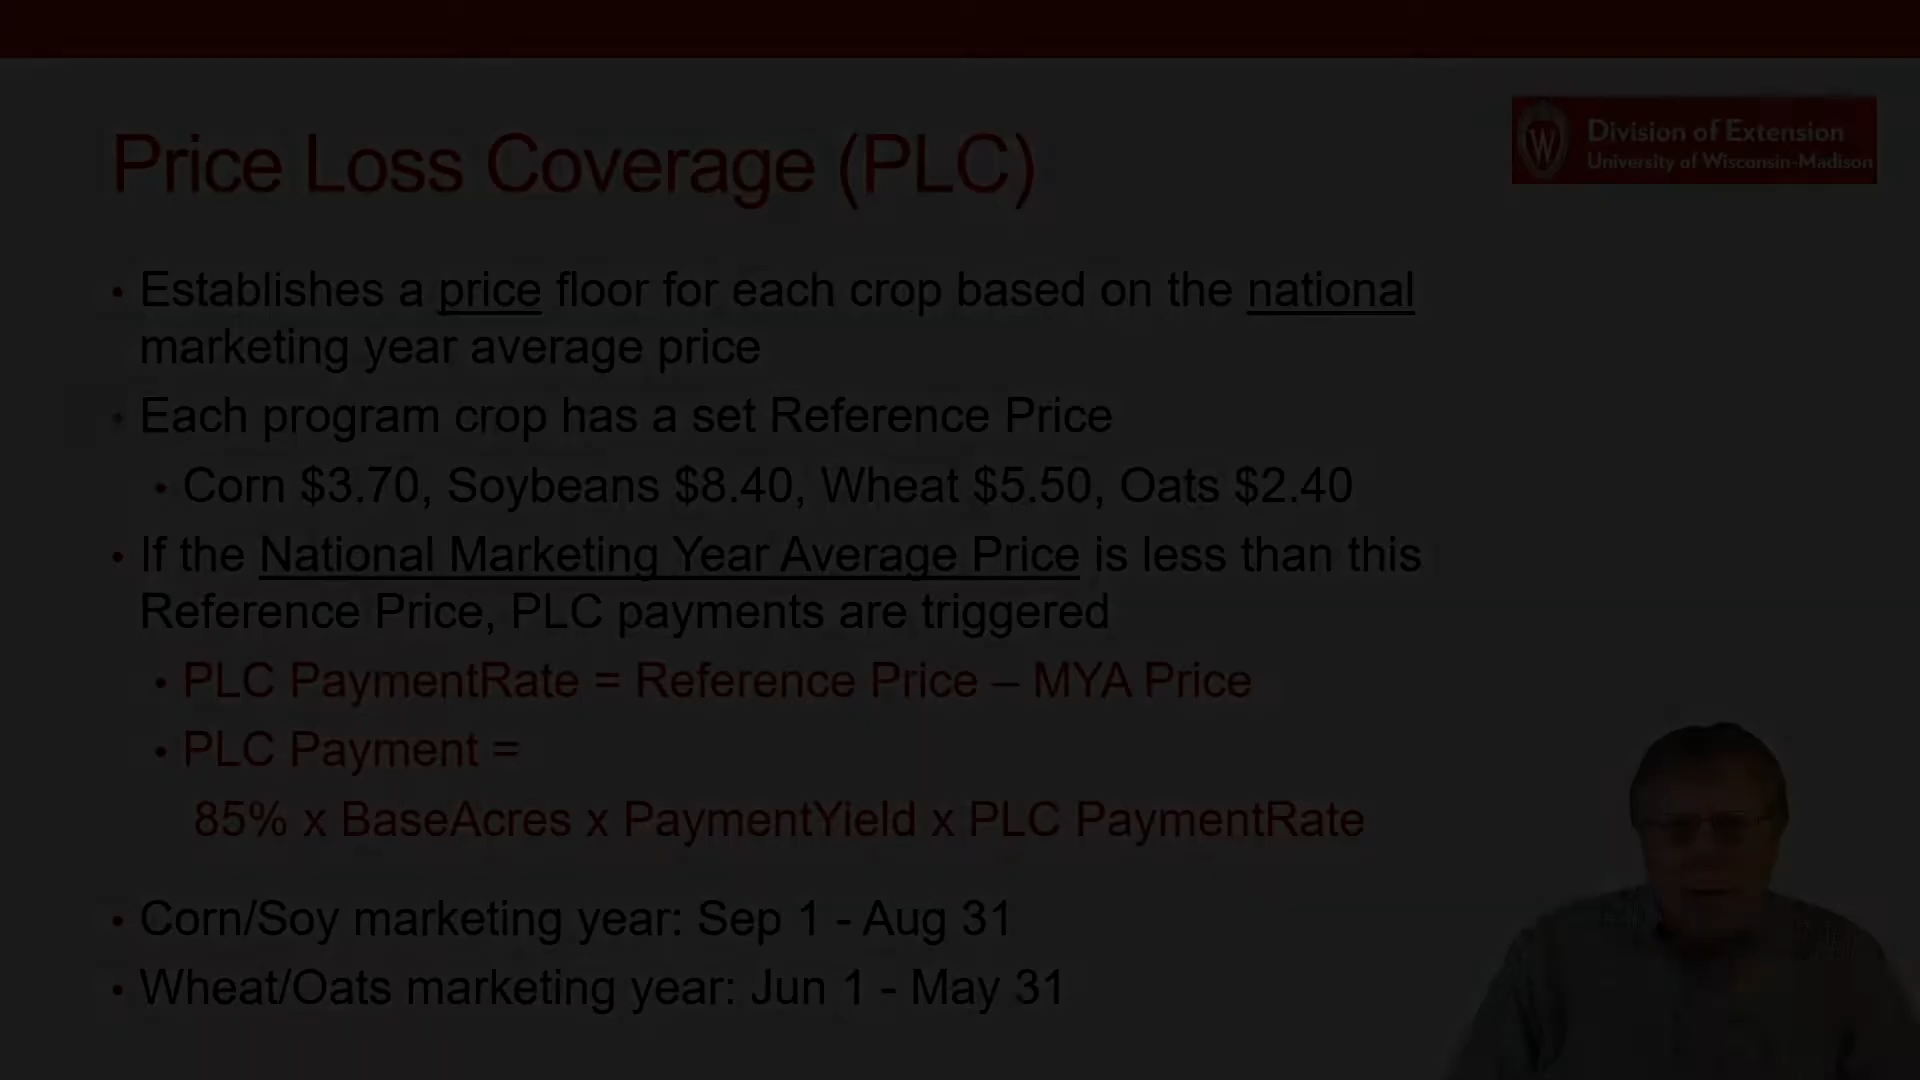 Price Loss Coverage (PLC)
W Division of Extension
University of Wisconsin-Madison
• Establishes a price floor for each crop based on the national
marketing year average price
• Each program crop has a set Reference Price
• Corn $3.70, Soybeans $8.40, Wheat $5.50, Oats $2.40
• If the National Marketing Year Average Price is less than this
Reference Price, PLC payments are triggered
• PLC PaymentRate = Reference Price – MYA Price
• PLC Payment =
85% x BaseAcres x PaymentYield x PLC PaymentRate
• Corn/Soy marketing year: Sep 1 - Aug 31
• Wheat/Oats marketing year: Jun 1 - May 31